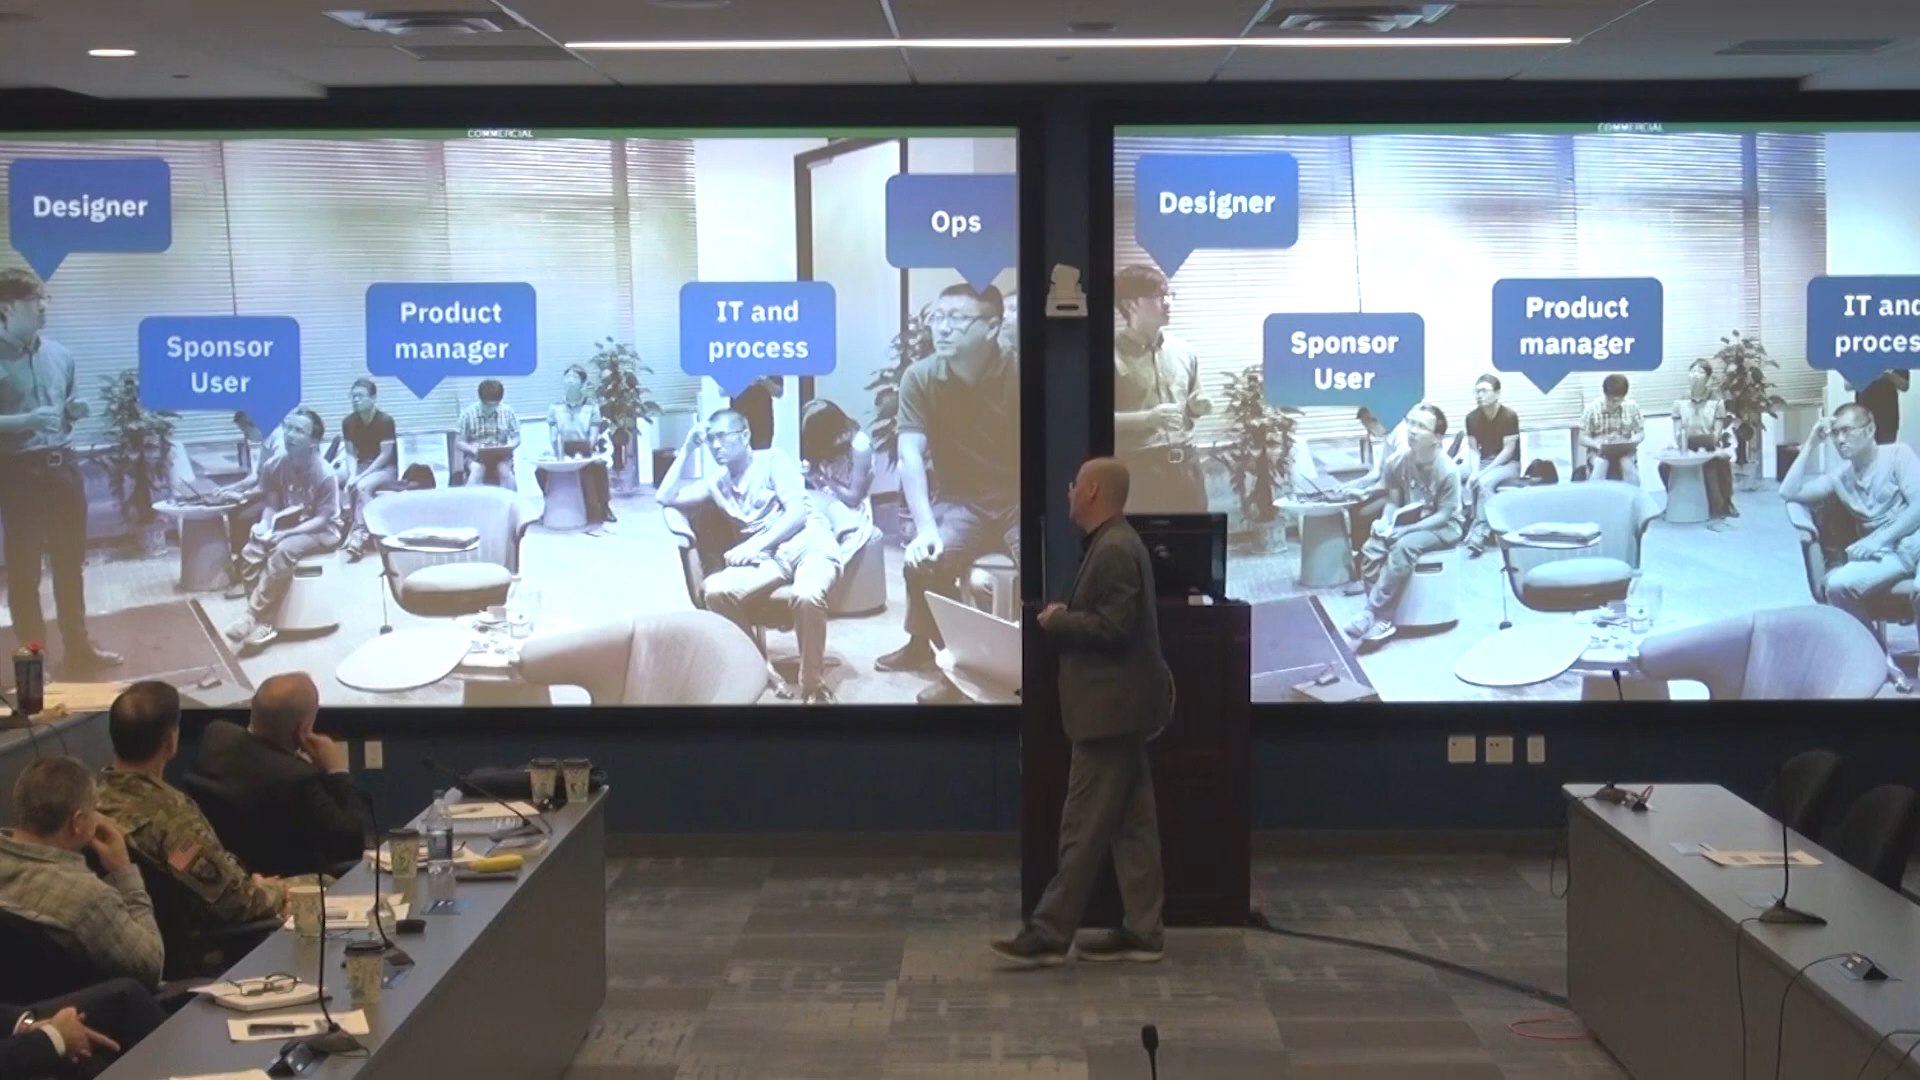 COMMERCIAL
Designer
Ops
Product
manager
IT and
process
Sponsor
User
COMMERCIAL
Designer
Product
manager
IT and
proces
Sponsor
User